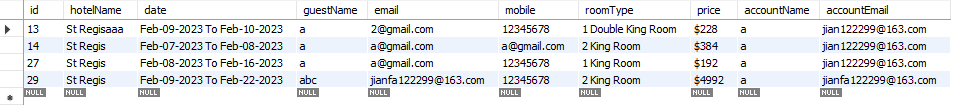 id hotelName date guestName email mobile roomType price accountName accountEmail
13 St Regisaaa Feb-09-2023 To Feb-10-2023 a 2@gmail.com 12345678 1 Double King Room $228 a jian122299@163.com
14 St Regis Feb-07-2023 To Feb-08-2023 a a@gmail.com a@gmail.com 2 King Room $384 a jian122299@163.com
27 St Regis Feb-08-2023 To Feb-16-2023 a a@gmail.com 12345678 1 King Room $192 a jian122299@163.com
29 St Regis Feb-09-2023 To Feb-22-2023 abc jianfa122299@163.com 12345678 2 King Room $4992 a jianfa122299@163.com
NULL NULL NULL NULL NULL NULL NULL NULL NULL NULL